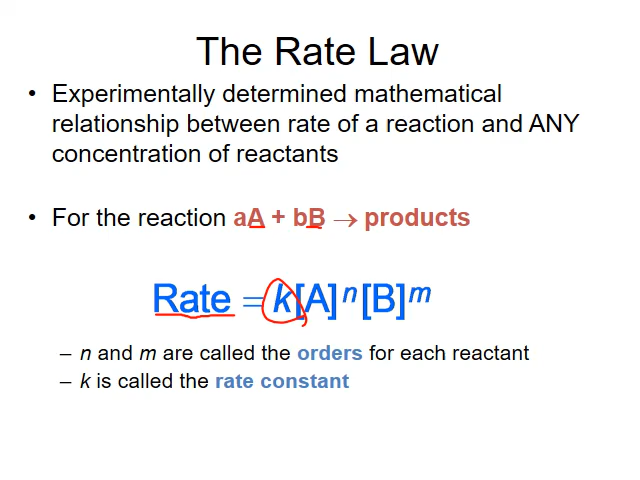 The Rate Law
• Experimentally determined mathematical
relationship between rate of a reaction and ANY
concentration of reactants
• For the reaction aA + bB → products
Rate = k[A]ⁿ[B]ᵐ
– n and m are called the orders for each reactant
– k is called the rate constant